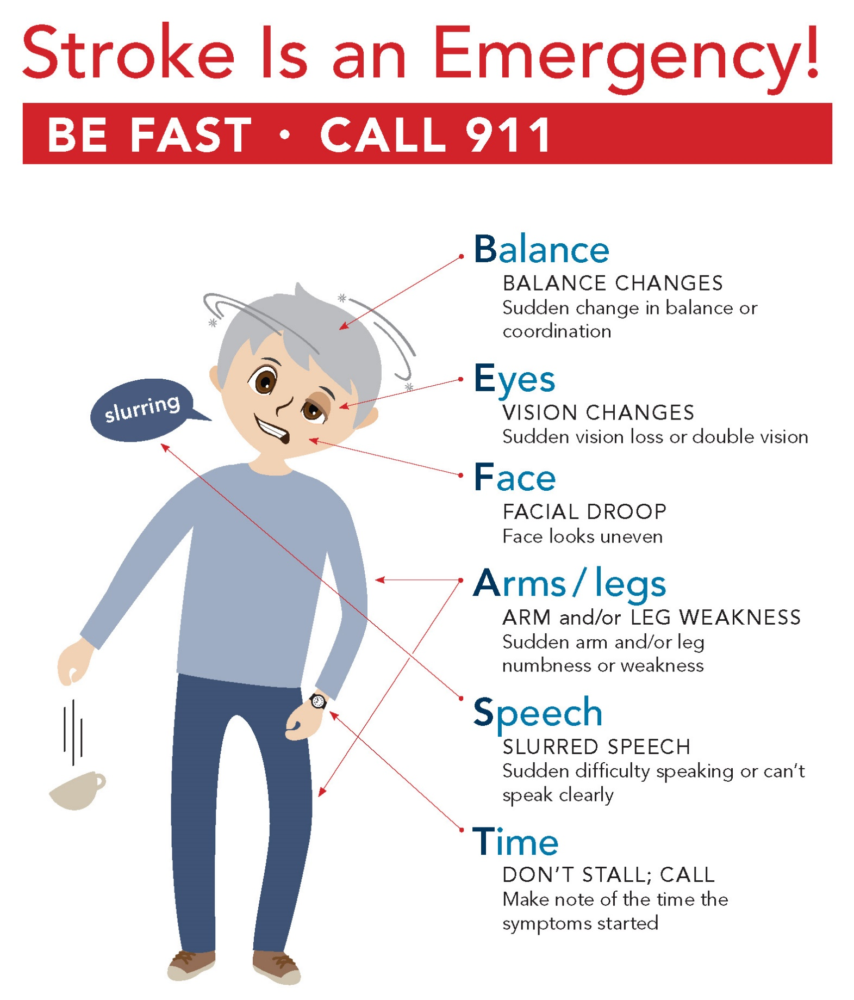 Stroke Is an Emergency!
BE FAST • CALL 911
Balance
BALANCE CHANGES
Sudden change in balance or
coordination
Eyes
VISION CHANGES
Sudden vision loss or double vision
slurring
Face
FACIAL DROOP
Face looks uneven
Arms / legs
ARM and/or LEG WEAKNESS
Sudden arm and/or leg
numbness or weakness
Speech
SLURRED SPEECH
Sudden difficulty speaking or can't
speak clearly
Time
DON'T STALL; CALL
Make note of the time the
symptoms started